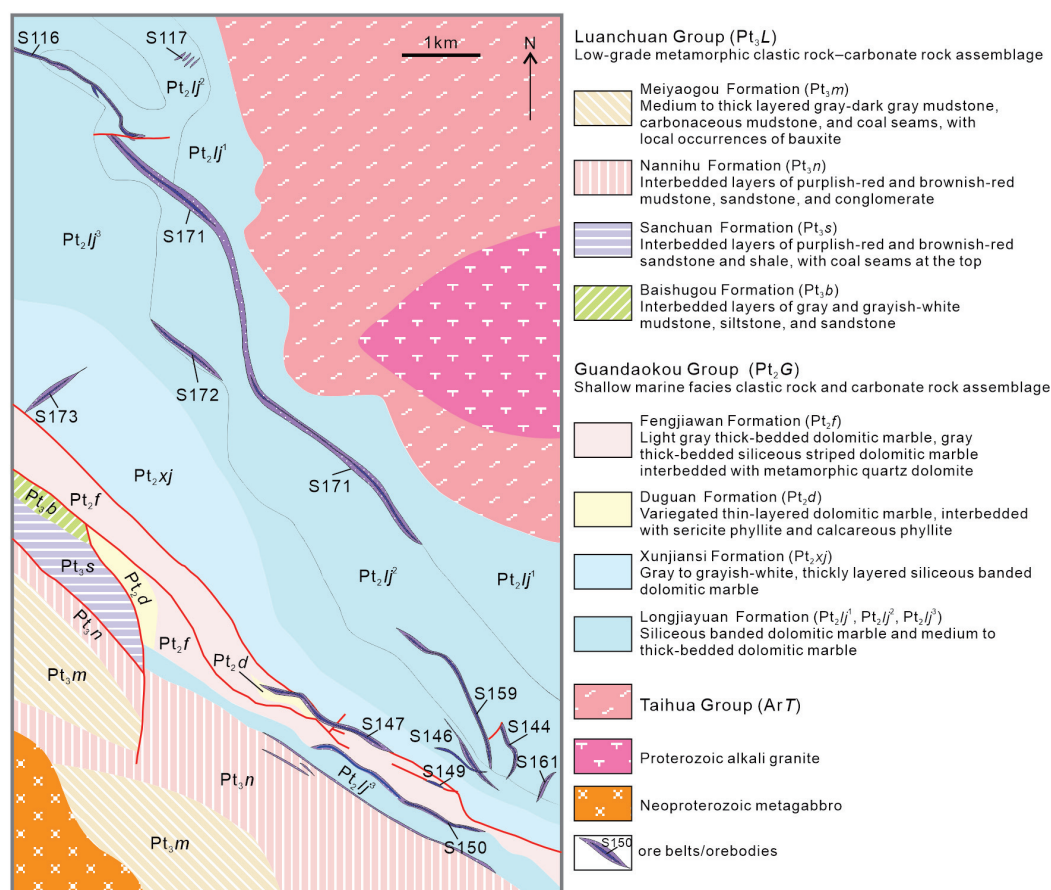 S116
S117
1km
N
Pt₂lj²
Pt₂lj¹
Pt₂lj³
S171
S172
S173
Pt₂xj
S171
Pt₂f
Pt₃b
Pt₃s
Pt₂d
Pt₃n
Pt₂lj²
Pt₂lj¹
Pt₂f
Pt₃m
Pt₂d
S159
S147
S146
S144
S161
S149
Pt₃n
Pt₂lj³
S150
Pt₃m
Luanchuan Group (Pt₃L)
Low-grade metamorphic clastic rock–carbonate rock assemblage
Meiyaogou Formation (Pt₃m)
Medium to thick layered gray-dark gray mudstone,
carbonaceous mudstone, and coal seams, with
local occurrences of bauxite
Nannihu Formation (Pt₃n)
Interbedded layers of purplish-red and brownish-red
mudstone, sandstone, and conglomerate
Sanchuan Formation (Pt₃s)
Interbedded layers of purplish-red and brownish-red
sandstone and shale, with coal seams at the top
Baishugou Formation (Pt₃b)
Interbedded layers of gray and grayish-white
mudstone, siltstone, and sandstone
Guandaokou Group (Pt₂G)
Shallow marine facies clastic rock and carbonate rock assemblage
Fengjiawan Formation (Pt₂f)
Light gray thick-bedded dolomitic marble, gray
thick-bedded siliceous striped dolomitic marble
interbedded with metamorphic quartz dolomite
Duguan Formation (Pt₂d)
Variegated thin-layered dolomitic marble, interbedded
with sericite phyllite and calcareous phyllite
Xunjiansi Formation (Pt₂xj)
Gray to grayish-white, thickly layered siliceous banded
dolomitic marble
Longjiayuan Formation (Pt₂lj¹, Pt₂lj², Pt₂lj³)
Siliceous banded dolomitic marble and medium to
thick-bedded dolomitic marble
Taihua Group (ArT)
Proterozoic alkali granite
Neoproterozoic metagabbro
S150
ore belts/orebodies